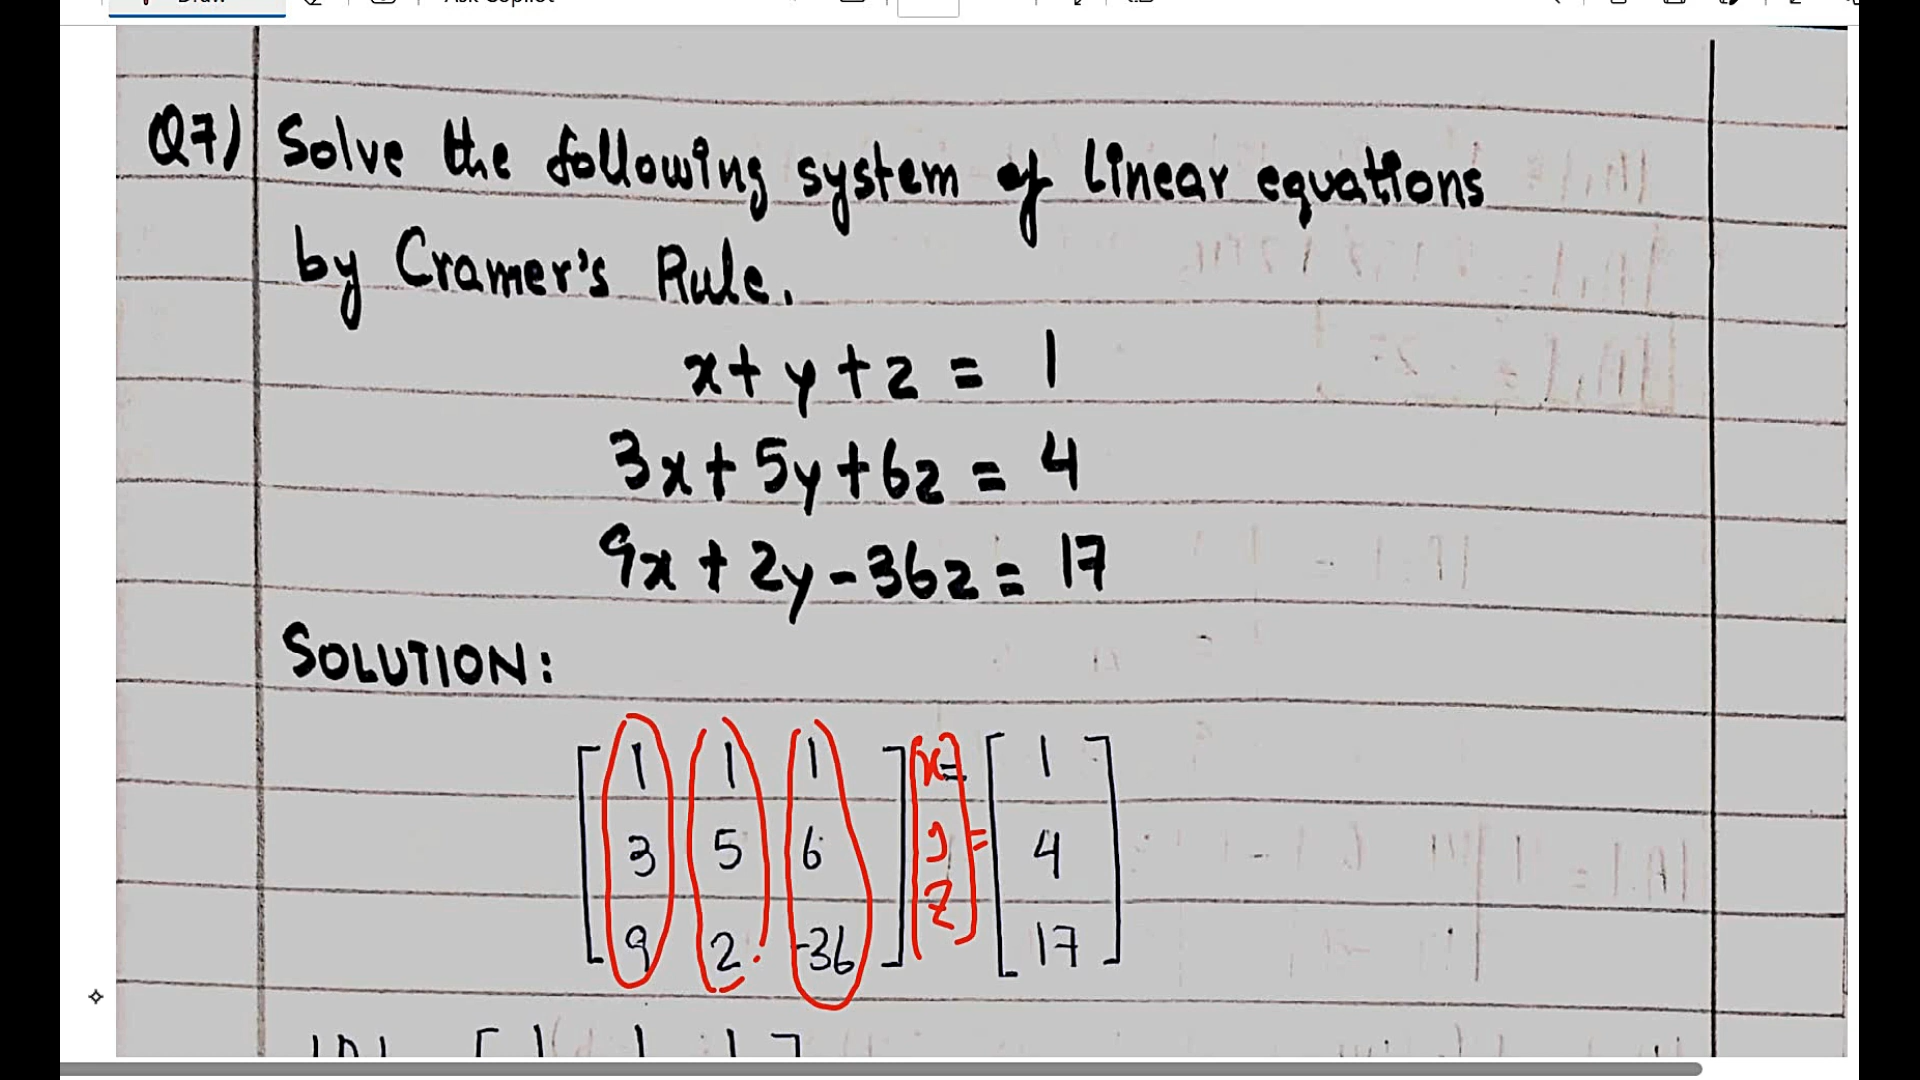 Q7) Solve the following system of linear equations
by Cramer's Rule.
x + y + z = 1
3x + 5y + 6z = 4
9x + 2y - 36z = 17
SOLUTION:
[ 1 1 1 ] [ x = [ 1 ]
[ 3 5 6 ] [ y ] = [ 4 ]
[ 9 2 -36 ] [ z ] [ 17 ]